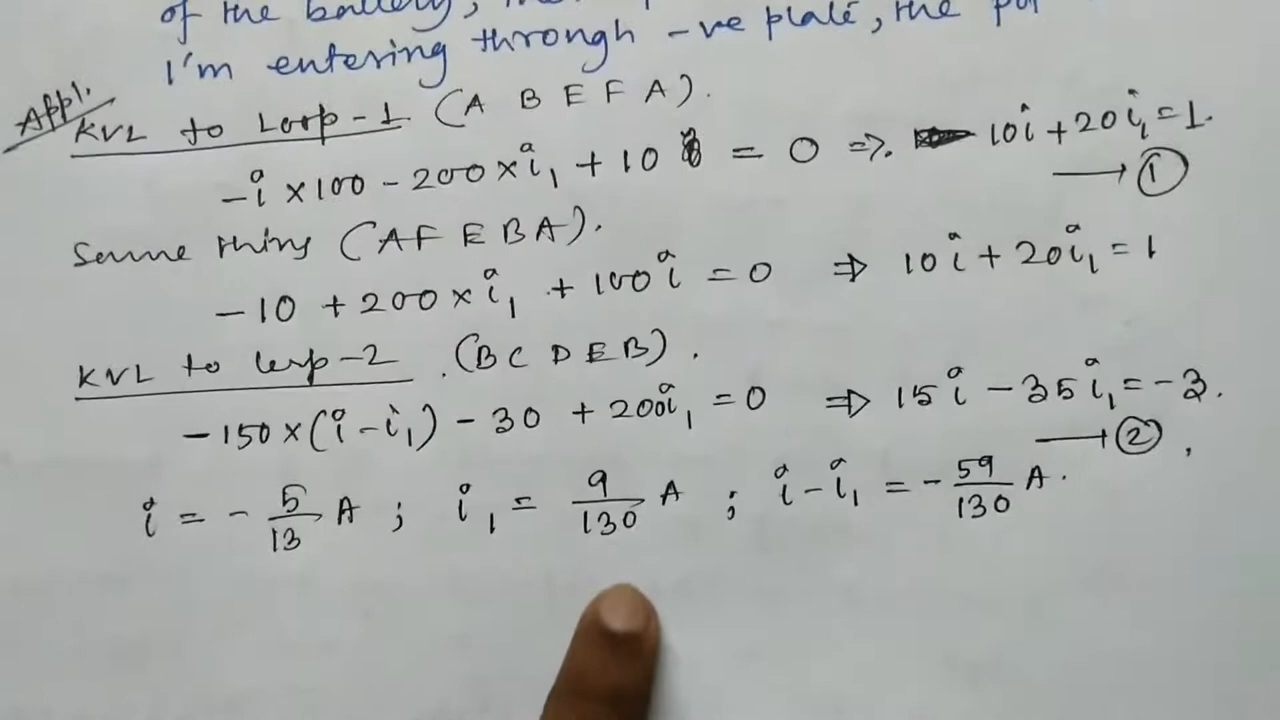 of the battery,
I'm entering through -ve plate, the
Appl.
KVL to Loop-1 (A B E F A).
-i × 100 - 200 × i₁ + 10 = 0 ⇒. 10i + 20i₁ = 1.
→ ①
Same thing (A F E B A).
-10 + 200 × i₁ + 100i = 0 ⇒ 10i + 20i₁ = 1
KVL to loop-2 . (B C D E B) .
-150 × (i - i₁) - 30 + 200i₁ = 0 ⇒ 15i - 35i₁ = -3.
→ ②
i = - 5/13 A ; i₁ = 9/130 A ; i - i₁ = - 59/130 A.